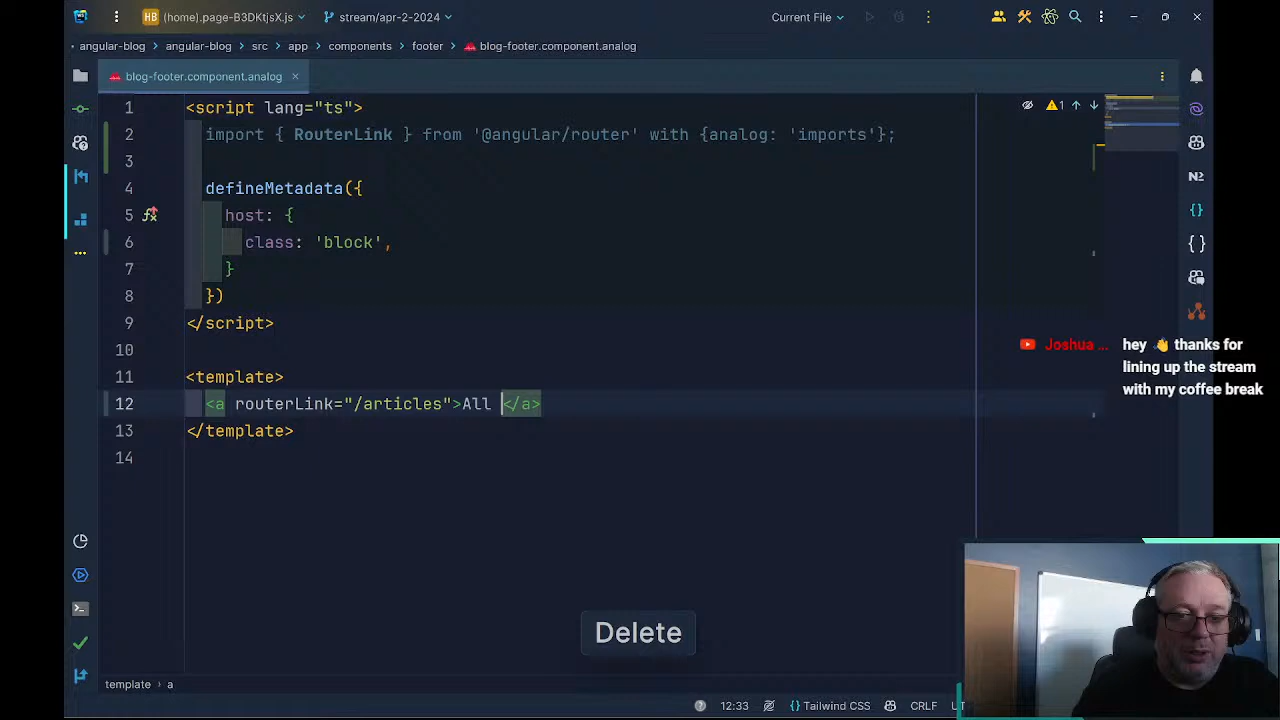 HB (home).page-B3DKtjsX.js stream/apr-2-2024 Current File
angular-blog angular-blog src app components footer blog-footer.component.analog
blog-footer.component.analog
1 <script lang="ts">
2 import { RouterLink } from '@angular/router' with {analog: 'imports'};
3
4 defineMetadata({
5 host: {
6 class: 'block',
7 }
8 })
9 </script>
10
11 <template>
12 <a routerLink="/articles">All </a>
13 </template>
14
1
N2
Joshua ... hey 👋 thanks for
lining up the stream
with my coffee break
Delete
template a
12:33 Tailwind CSS CRLF